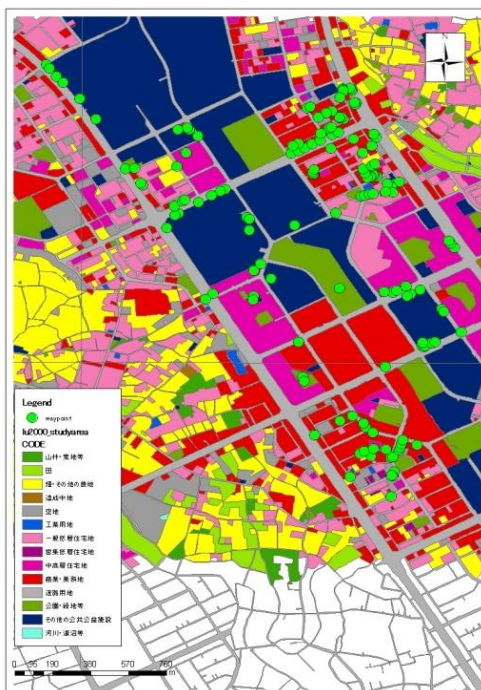 N
Legend
waypoint
lu2000_studyarea
CODE
山林・荒地等
田
畑・その他の農地
造成中地
空地
工業用地
一般低層住宅地
密集低層住宅地
中高層住宅地
商業・業務地
道路用地
公園・緑地等
その他の公共公益施設
河川・湖沼等
0 95 190 380 570 760
m